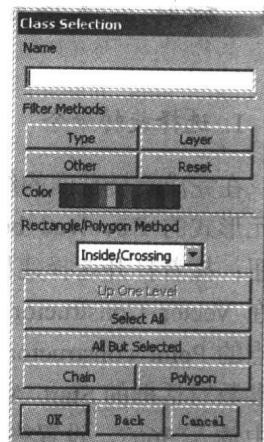 Class Selection
Name
Filter Methods
Type Layer
Other Reset
Color
Rectangle/Polygon Method
Inside/Crossing
Up One Level
Select All
All But Selected
Chain Polygon
OK Back Cancel